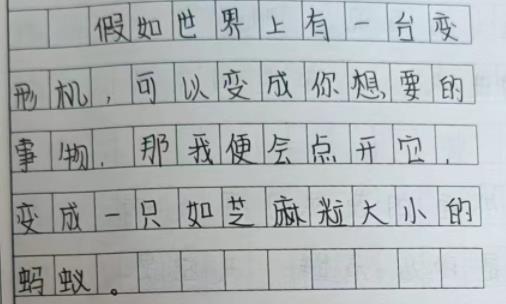 假如世界上有一台变
形机，可以变成你想要的
事物，那我便会点开它，
变成一只如芝麻粒大小的
蚂蚁。